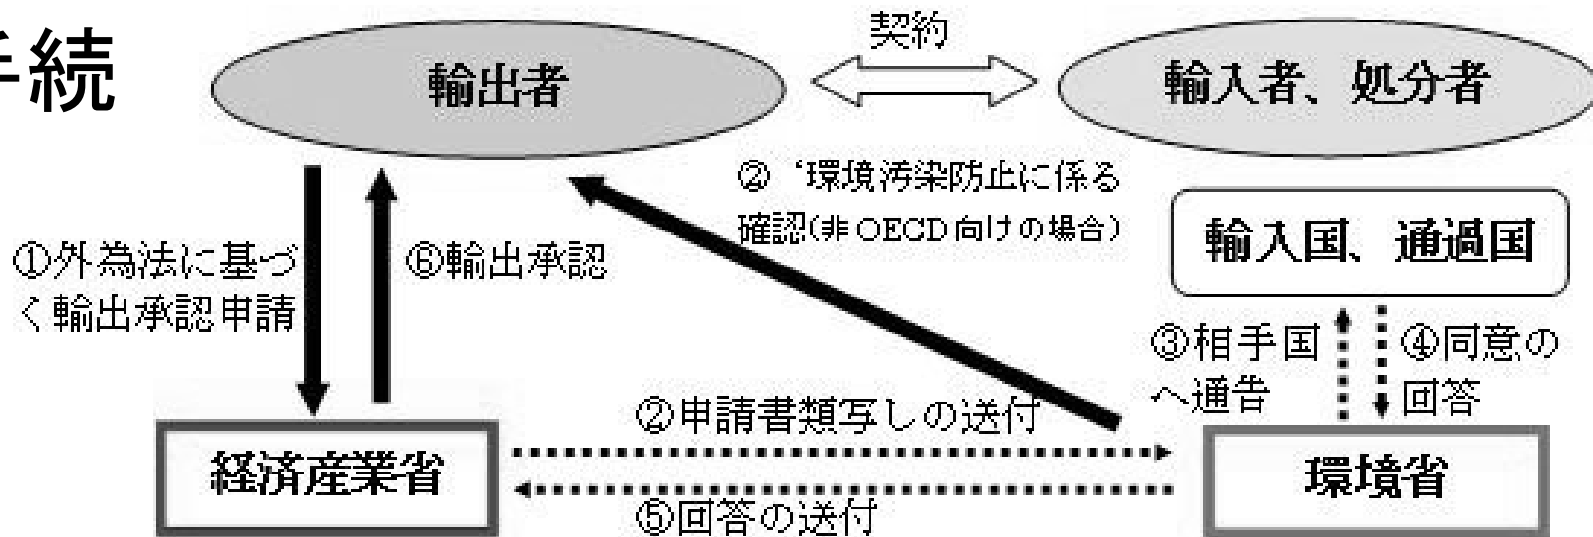 手続
契約
輸出者
輸入者、処分者
②‘環境汚染防止に係る
確認(非OECD向けの場合)
輸入国、通過国
①外為法に基づ
く輸出承認申請
⑥輸出承認
③相手国
へ通告
④同意の
回答
②申請書類写しの送付
経済産業省
環境省
⑤回答の送付